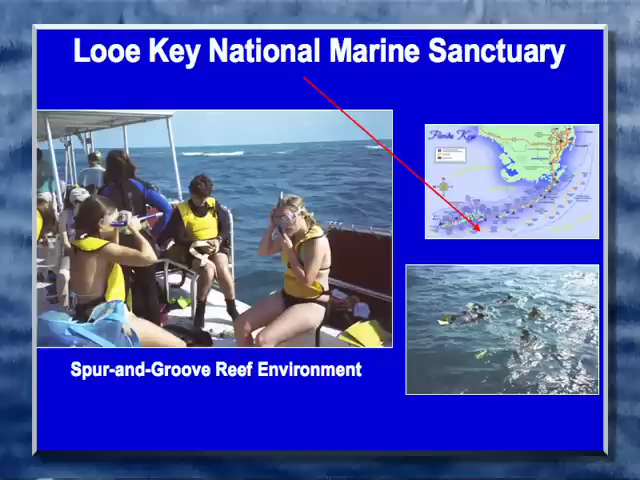 Looe Key National Marine Sanctuary
Florida Keys
Spur-and-Groove Reef Environment